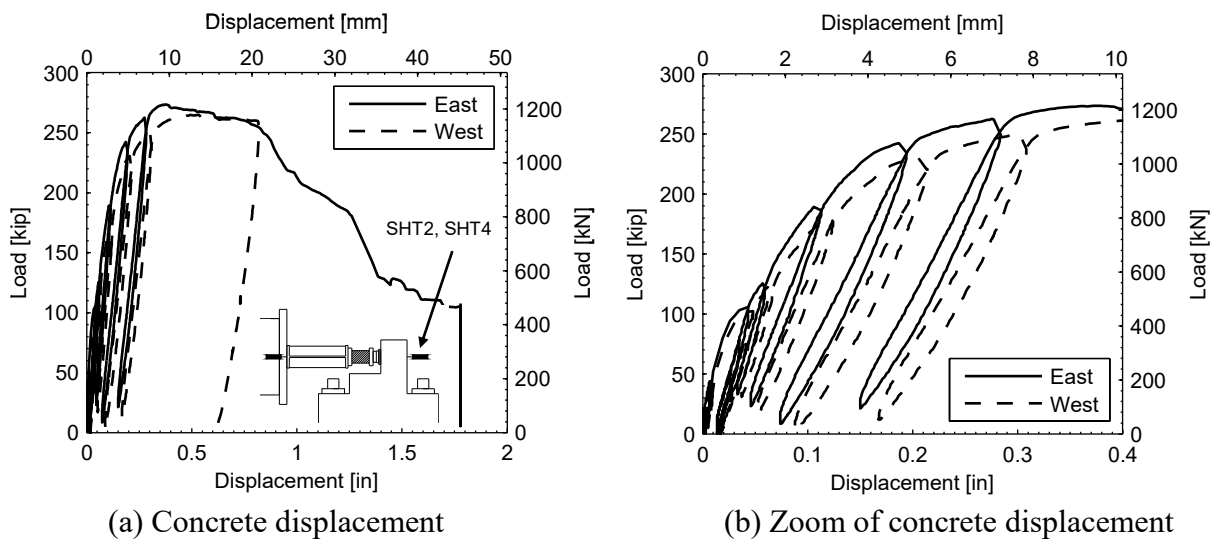 Displacement [mm]
0 10 20 30 40 50
300
250
200
150
100
50
0
Load [kip]
East
West
1200
1000
800
600
400
200
0
Load [kN]
SHT2, SHT4
0 0.5 1 1.5 2
Displacement [in]
(a) Concrete displacement
Displacement [mm]
0 2 4 6 8 10
300
250
200
150
100
50
0
Load [kip]
1200
1000
800
600
400
200
0
Load [kN]
East
West
0 0.1 0.2 0.3 0.4
Displacement [in]
(b) Zoom of concrete displacement